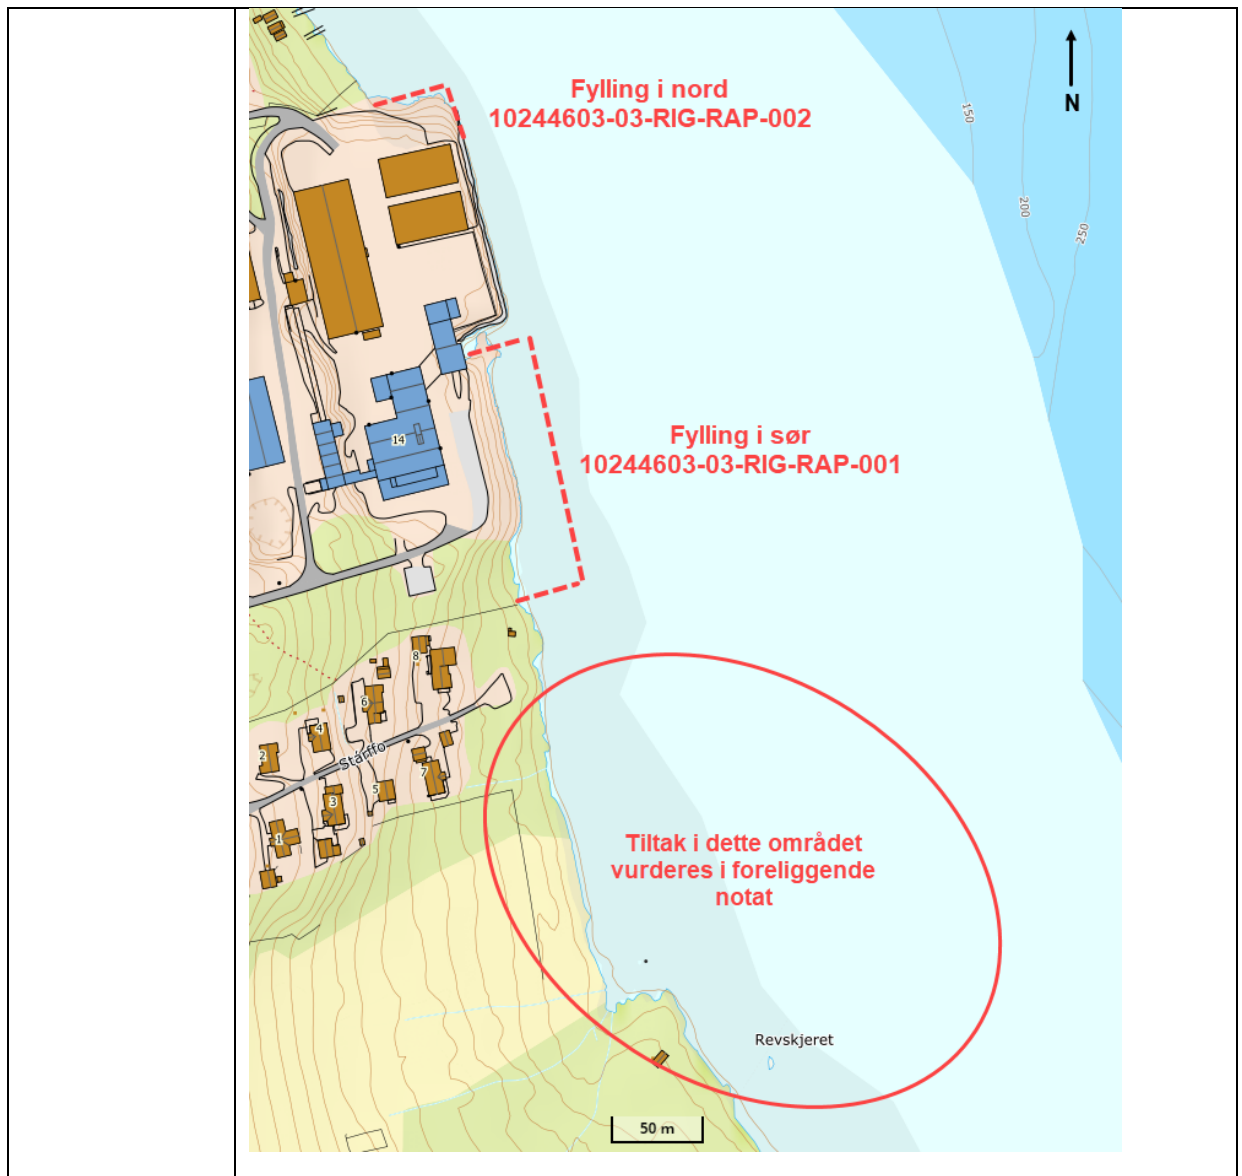 Fylling i nord
10244603-03-RIG-RAP-002
N
150
200
250
Fylling i sør
10244603-03-RIG-RAP-001
14
8
6
4
2
Stárffo
7
5
3
1
Tiltak i dette området
vurderes i foreliggende
notat
Revskjeret
50 m